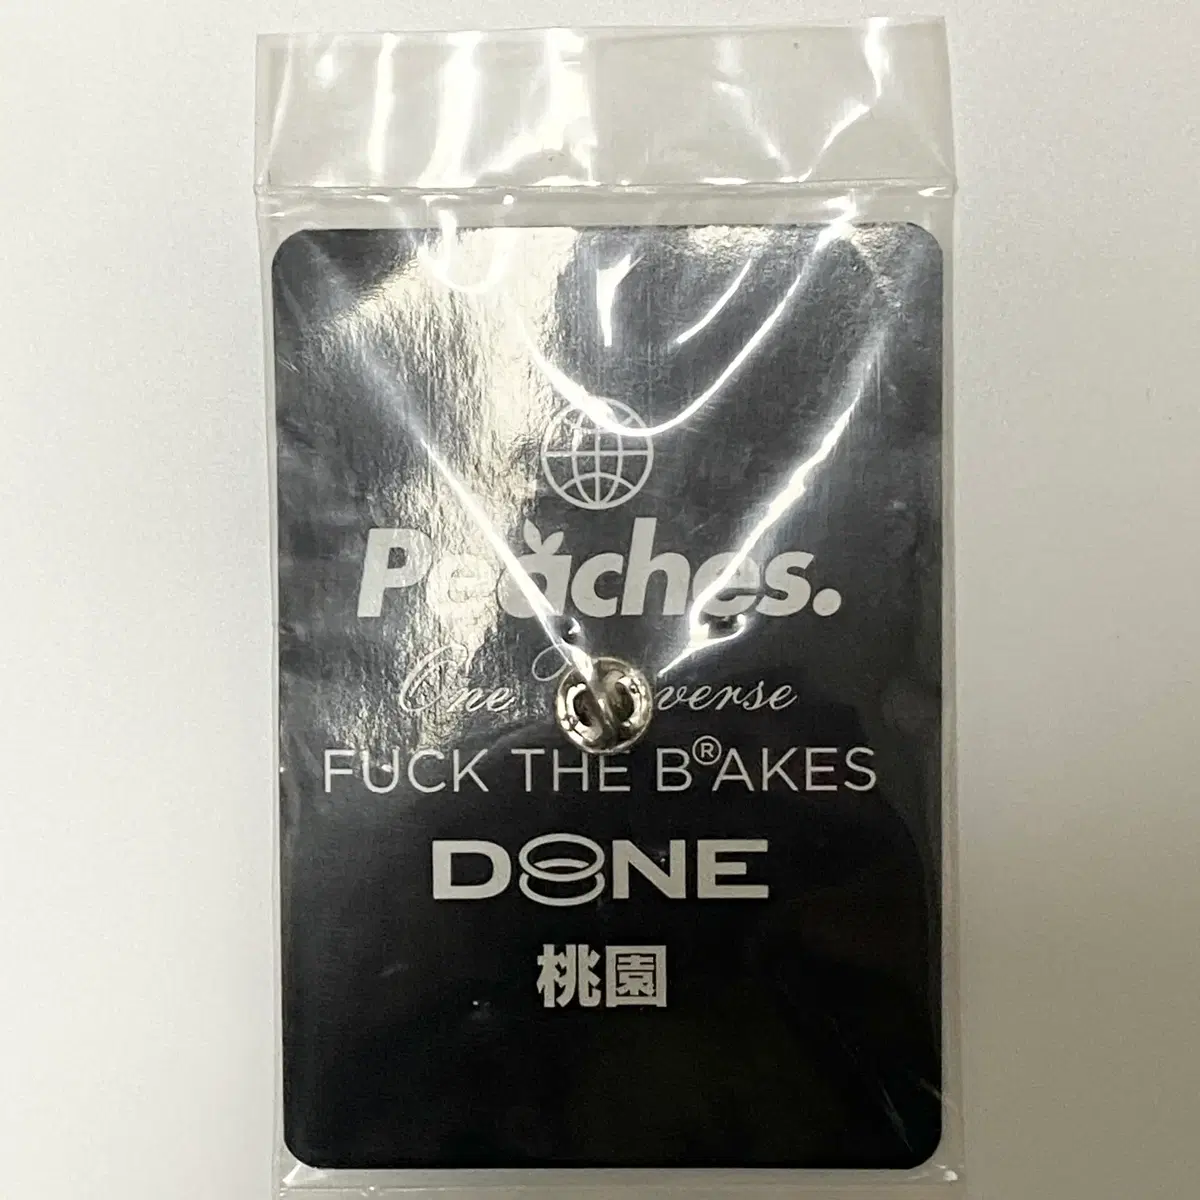 Peaches.
One verse
FUCK THE B®AKES
DONE
桃園